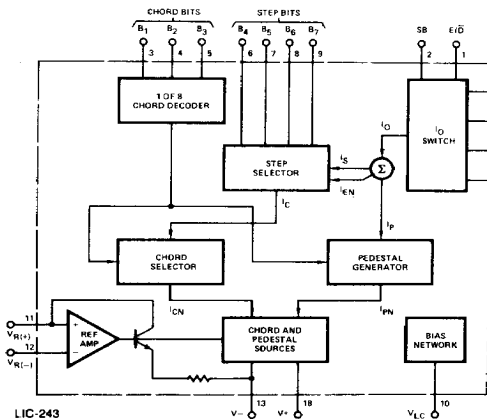 CHORD BITS
STEP BITS
B1 B2 B3 B4 B5 B6 B7 SB E/D̅
3 4 5 6 7 8 9 2 1
1 OF 8
CHORD DECODER
IO
SWITCH
IO
STEP
SELECTOR
IS
IEN
Σ
IC
IP
CHORD
SELECTOR
PEDESTAL
GENERATOR
ICN
IPN
11
VR(+)
+
REF
AMP
12
VR(−)
−
CHORD AND
PEDESTAL
SOURCES
BIAS
NETWORK
13 18 10
LIC-243
V− V+ VLC